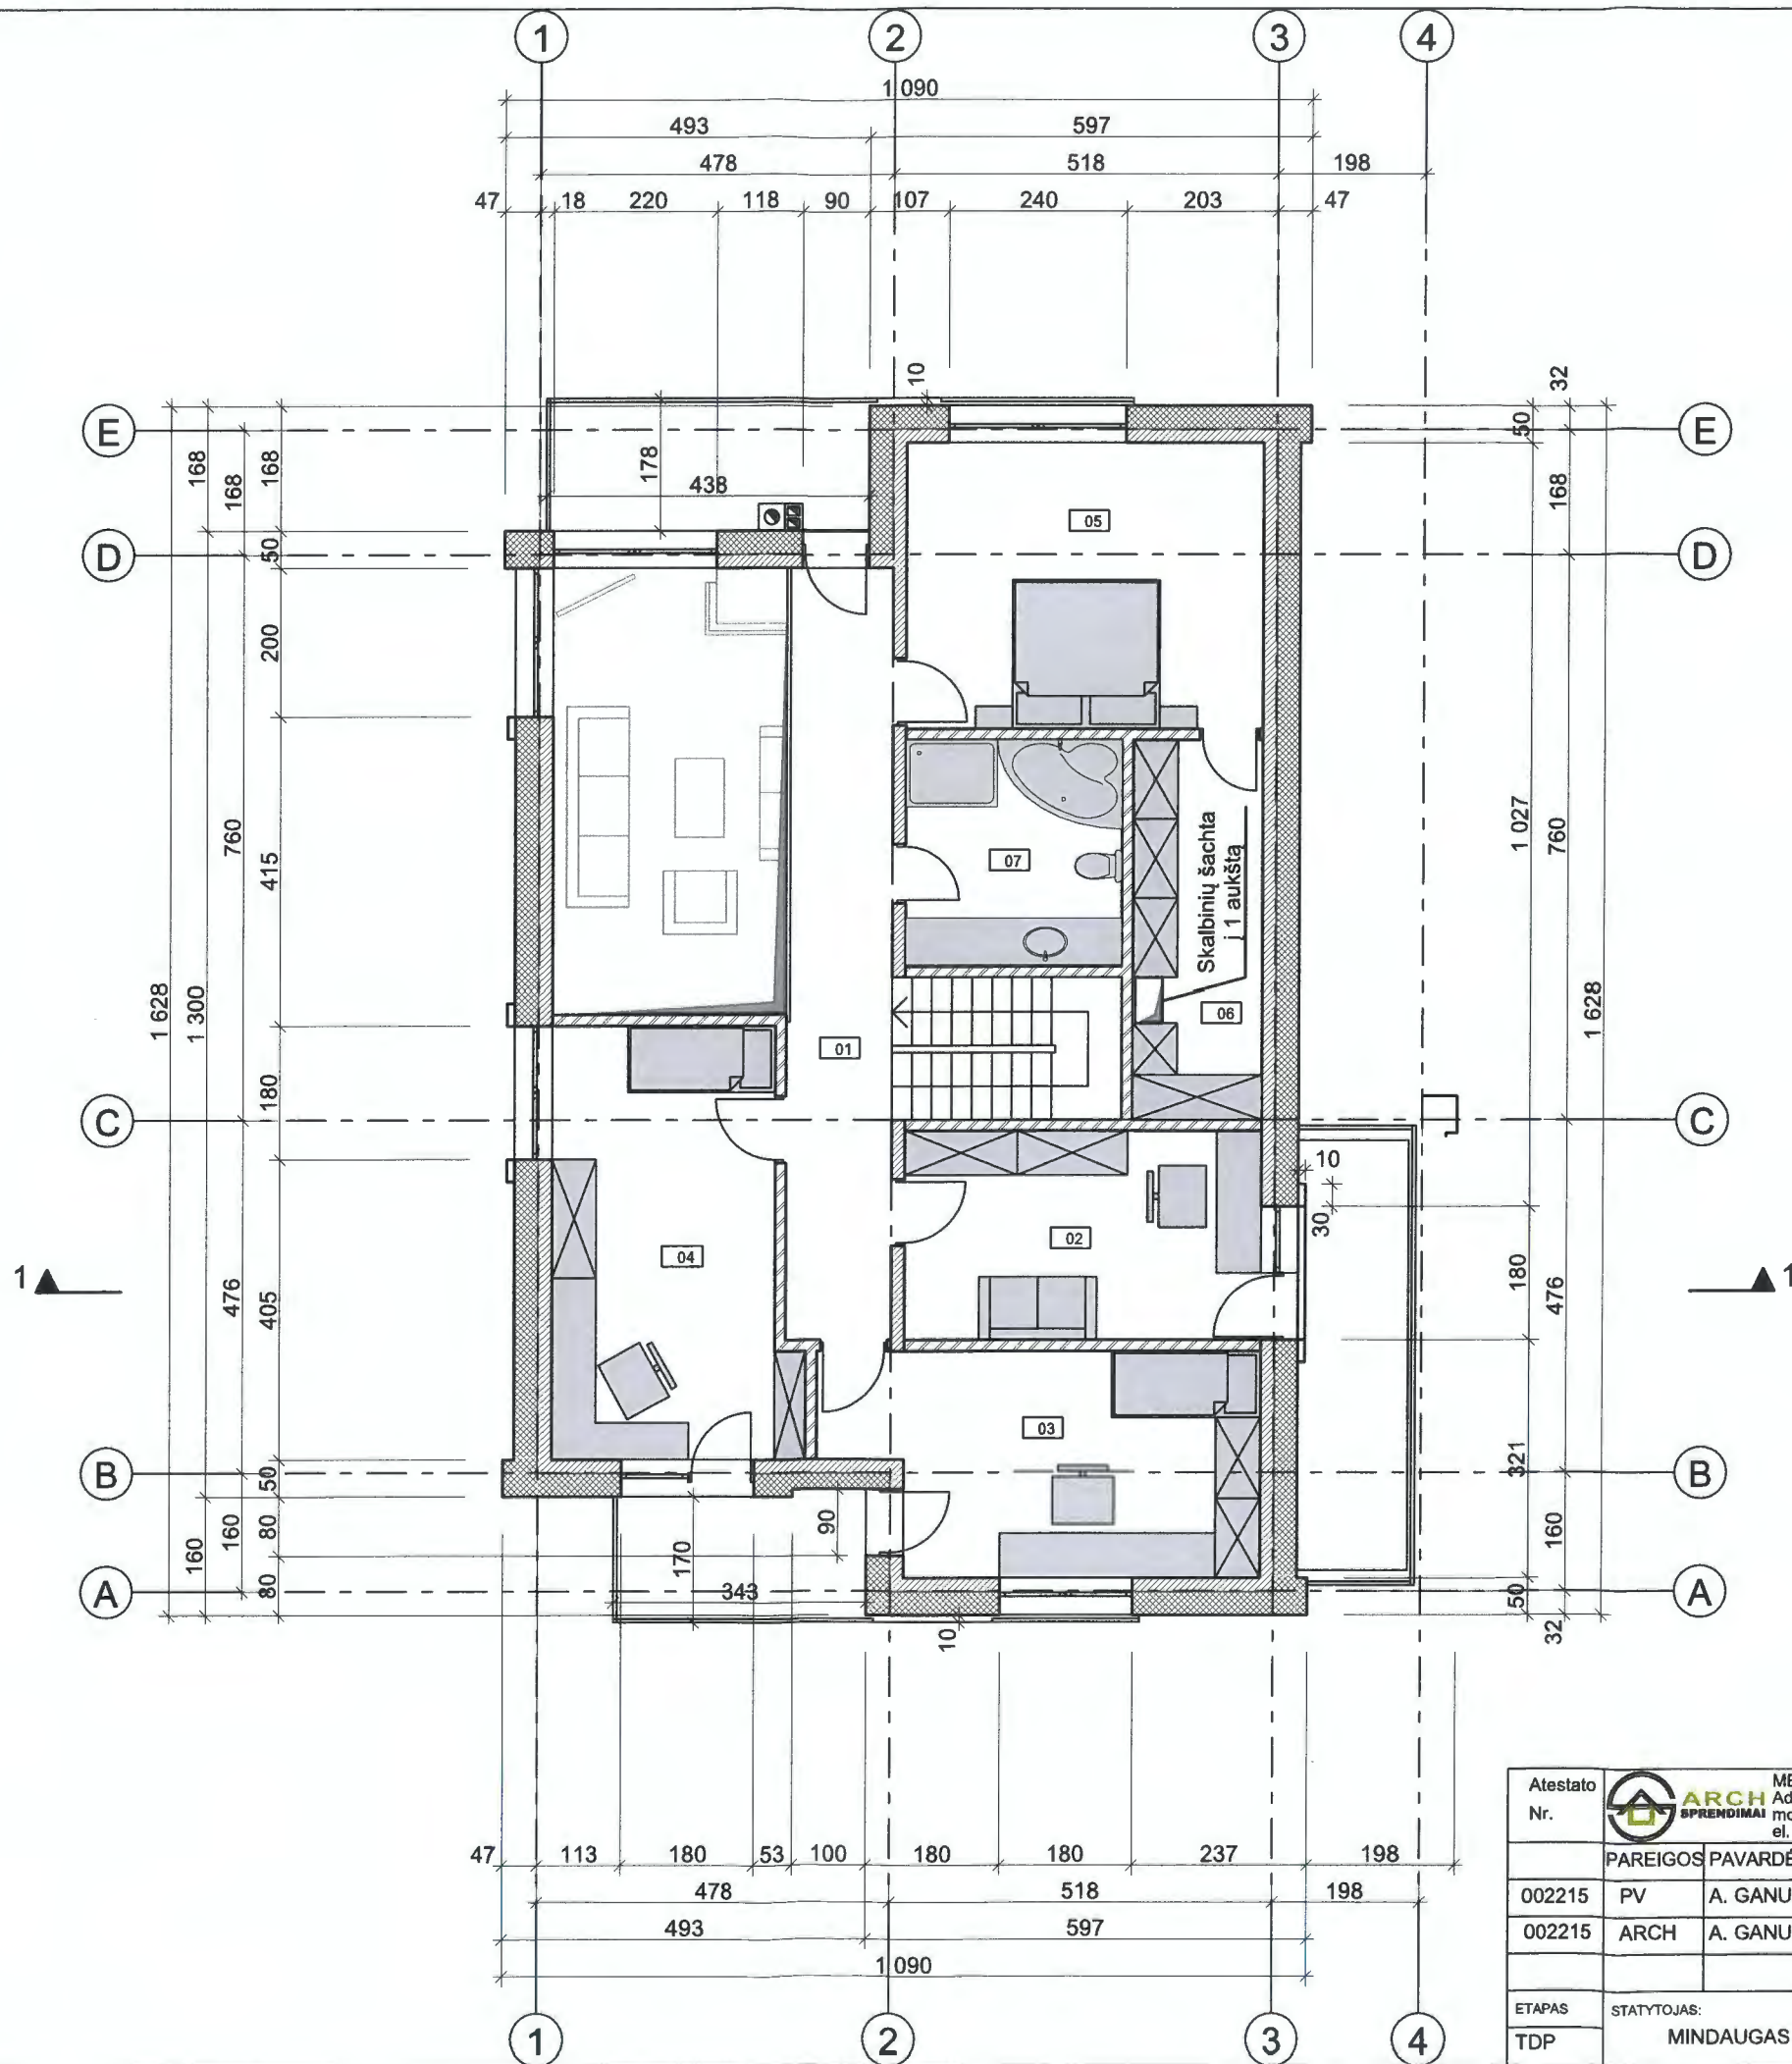 1 2 3 4
1 090
493 597
478 518 198
47 18 220 118 90 107 240 203 47
10
32
E E
168 168 168 178 438 50 168
05
D D
50
200
415
760
1 628
1 300
1 027
760
1 628
07
Skalbinių šachta
į 1 aukštą
06
01
180
C C
10
30
02
04
1 1
476
405
180
476
03
321
B B
50
90
160 160 80 170 160
A A
80 343 50
10 32
47 113 180 53 100 180 180 237 198
478 518 198
493 597
1 090
1 2 3 4
Atestato
Nr.
ARCH
SPRENDIMAI
el.
PAREIGOS
002215 PV A. GANU
002215 ARCH A. GANU
ETAPAS STATYTOJAS:
TDP MINDAUGAS